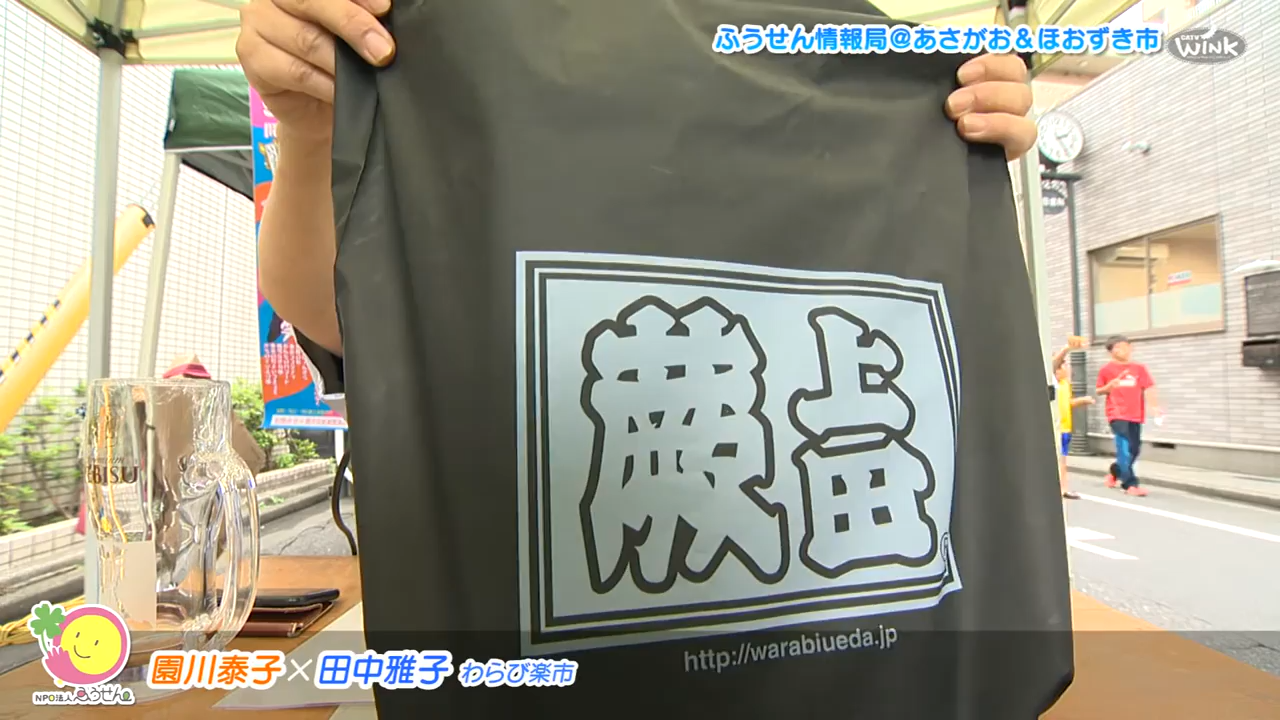 ふうせん情報局@あさがお&ほおずき市
CATV WINK
上田
蕨
®
http://warabiueda.jp
EBISU
NPO法人ふうせん
園川泰子×田中雅子 わらび楽市